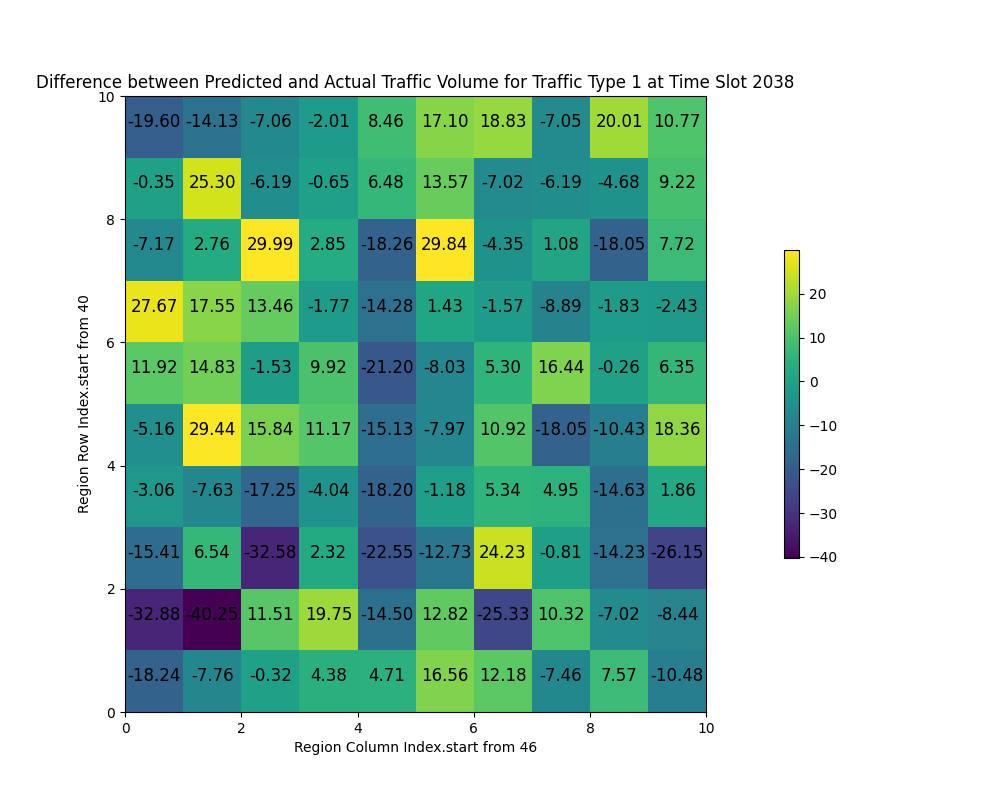 Difference between Predicted and Actual Traffic Volume for Traffic Type 1 at Time Slot 2038
10
-19.60 -14.13 -7.06 -2.01 8.46 17.10 18.83 -7.05 20.01 10.77
-0.35 25.30 -6.19 -0.65 6.48 13.57 -7.02 -6.19 -4.68 9.22
8
-7.17 2.76 29.99 2.85 -18.26 29.84 -4.35 1.08 -18.05 7.72
27.67 17.55 13.46 -1.77 -14.28 1.43 -1.57 -8.89 -1.83 -2.43
6
11.92 14.83 -1.53 9.92 -21.20 -8.03 5.30 16.44 -0.26 6.35
-5.16 29.44 15.84 11.17 -15.13 -7.97 10.92 -18.05 -10.43 18.36
4
-3.06 -7.63 -17.25 -4.04 -18.20 -1.18 5.34 4.95 -14.63 1.86
-15.41 6.54 -32.58 2.32 -22.55 -12.73 24.23 -0.81 -14.23 -26.15
2
-32.88 -40.25 11.51 19.75 -14.50 12.82 -25.33 10.32 -7.02 -8.44
-18.24 -7.76 -0.32 4.38 4.71 16.56 12.18 -7.46 7.57 -10.48
0
0 2 4 6 8 10
Region Column Index.start from 46
Region Row Index.start from 40
20
10
0
−10
−20
−30
−40